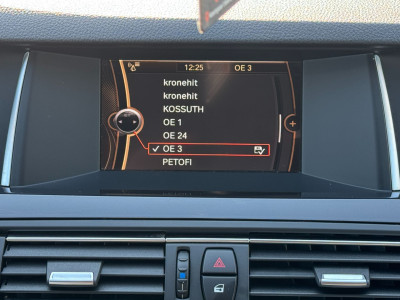 12:25 OE 3
kronehit
kronehit
KOSSUTH
OE 1
OE 24
OE 3
PETOFI